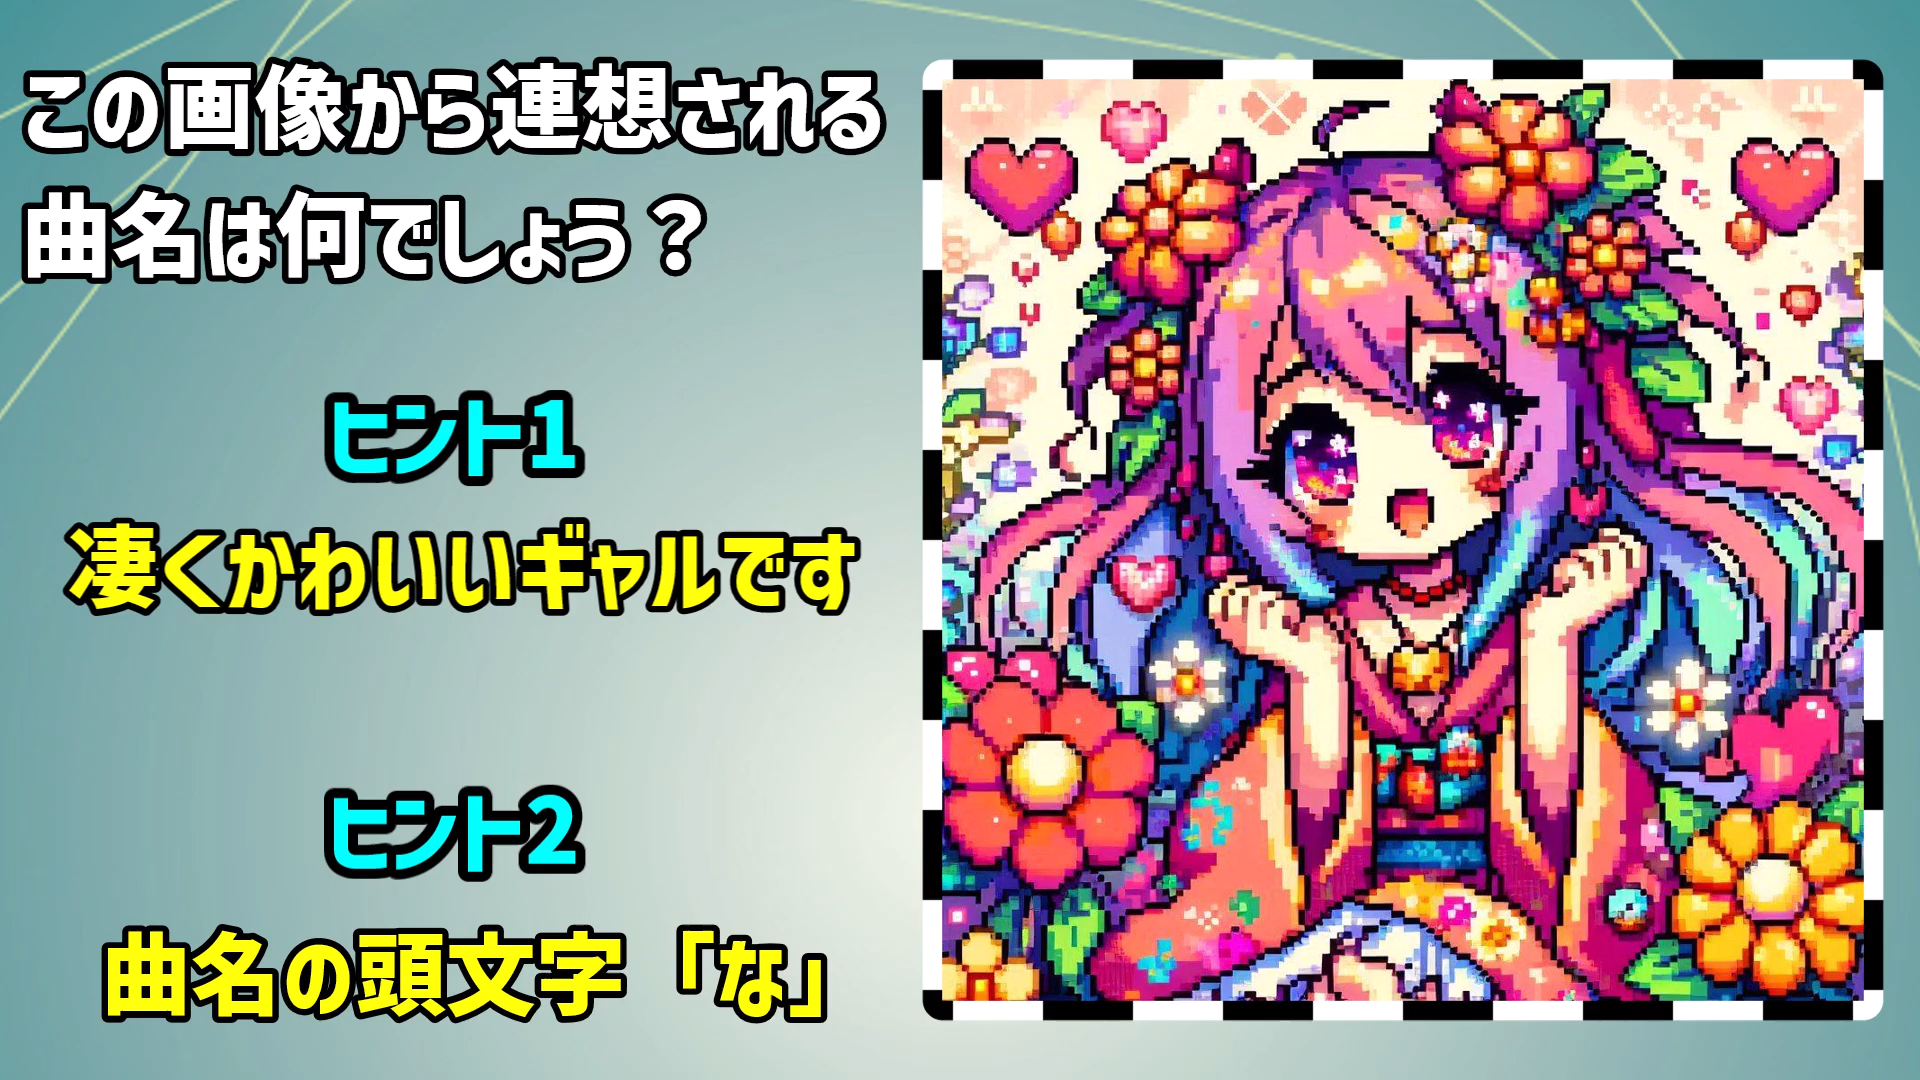 この画像から連想される
曲名は何でしょう？
ヒント1
凄くかわいいギャルです
ヒント2
曲名の頭文字「な」